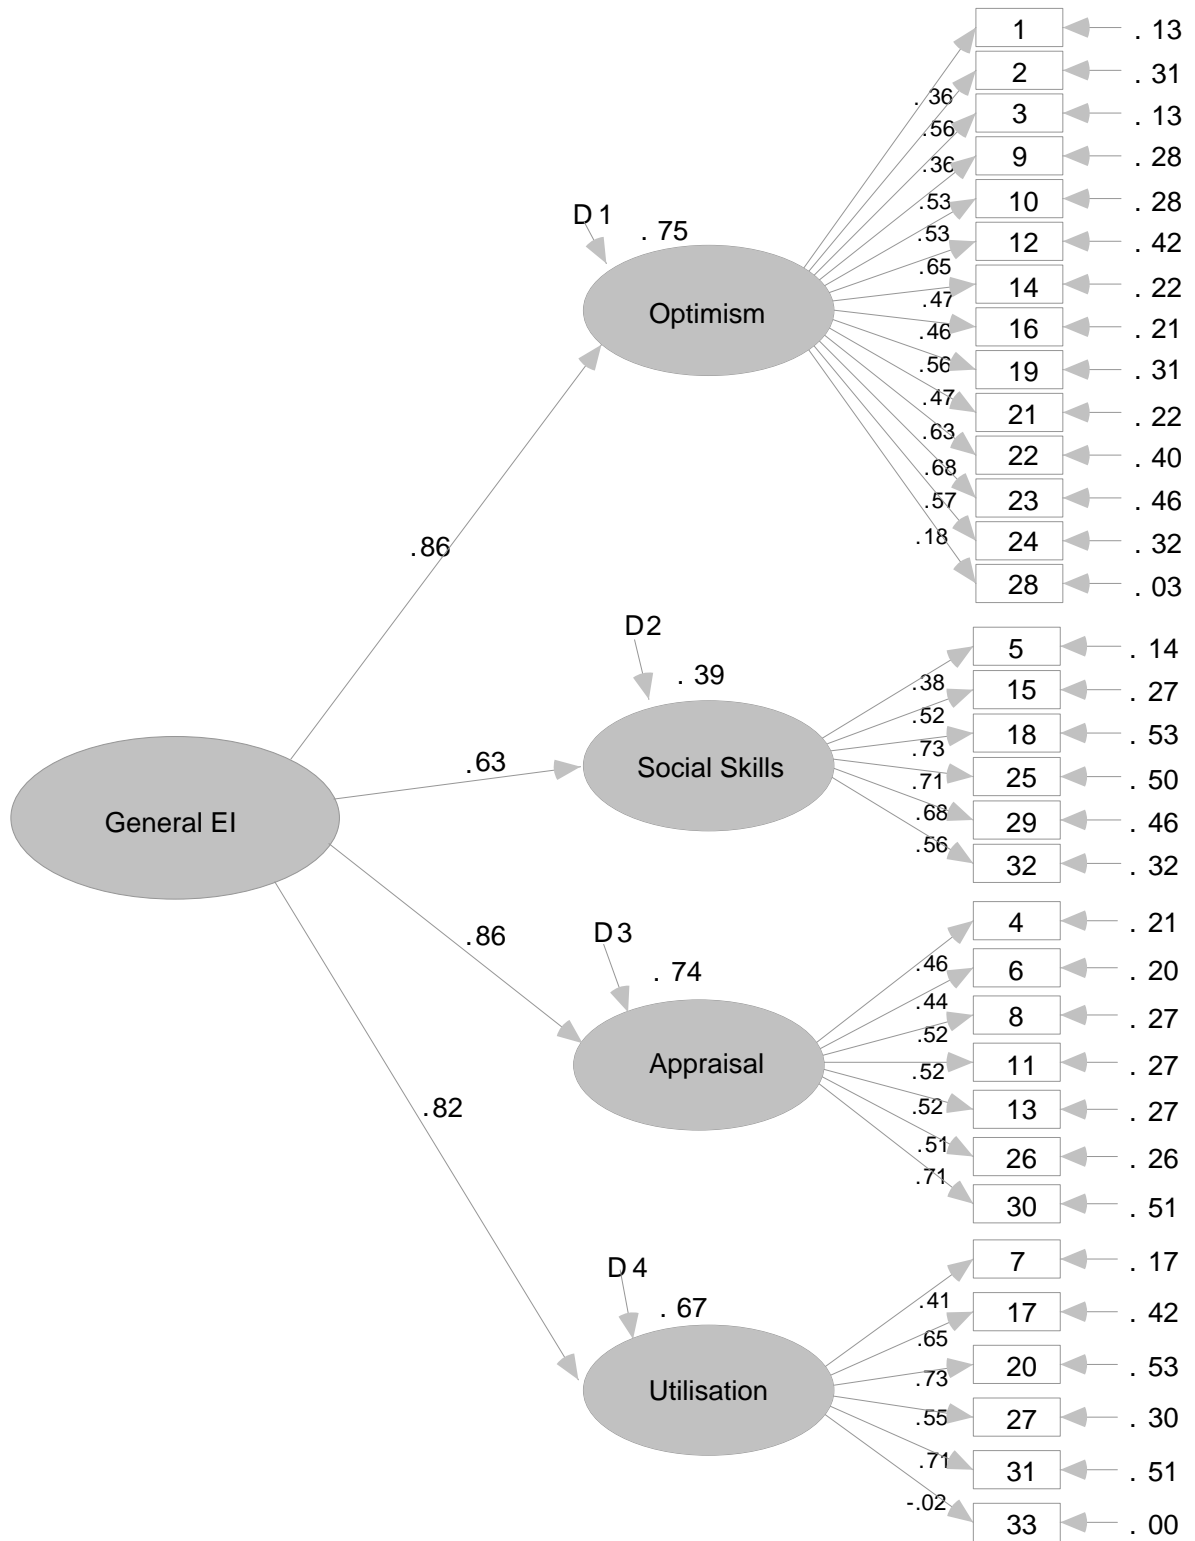 1 . 13
2 . 31
.36
3 . 13
.56
9 . 28
.36
10 . 28
.53
D1 . 75
12 . 42
.53
14 . 22
.65
Optimism
.47
16 . 21
.46
19 . 31
.56
21 . 22
.47
22 . 40
.63
23 . 46
.68
24 . 32
.57
.18
28 . 03
.86
D2
5 . 14
. 39
.38
15 . 27
.52
18 . 53
.63
Social Skills
.73
25 . 50
.71
29 . 46
.68
.56
32 . 32
General EI
4 . 21
.86
D3
. 74
.46
6 . 20
.44
8 . 27
.52
Appraisal
11 . 27
.52
13 . 27
.52
.82
26 . 26
.51
.71
30 . 51
7 . 17
D4
. 67
.41
17 . 42
.65
20 . 53
.73
Utilisation
27 . 30
.55
31 . 51
.71
-.02
33 . 00